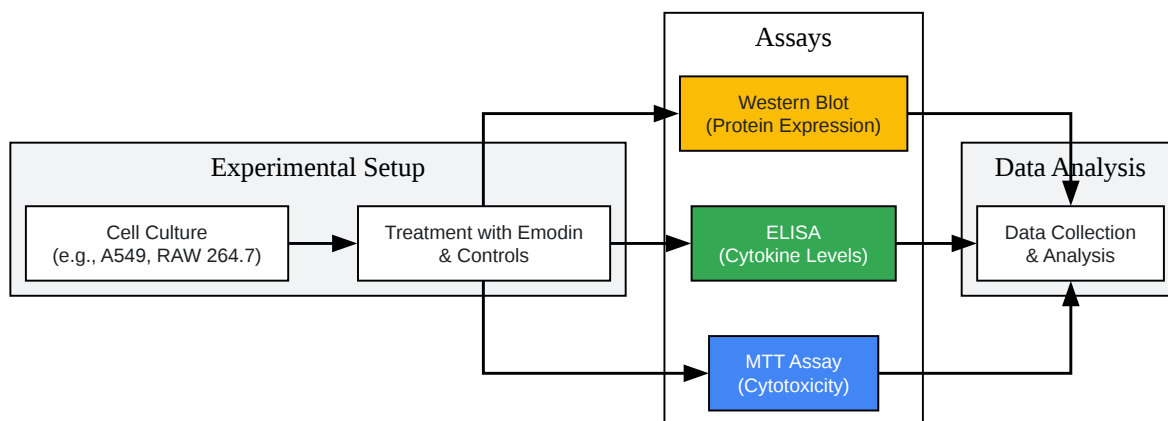 Assays
Western Blot
(Protein Expression)
Experimental Setup
Data Analysis
Cell Culture
(e.g., A549, RAW 264.7)
Treatment with Emodin
& Controls
ELISA
(Cytokine Levels)
Data Collection
& Analysis
MTT Assay
(Cytotoxicity)